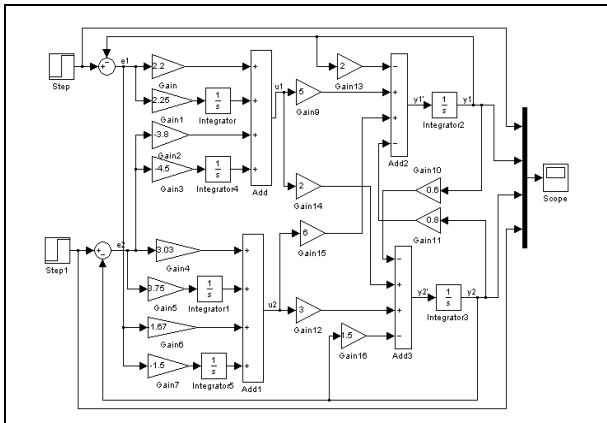 Step
e1
2.2
Gain
2.25
Gain1
1
s
Integrator
-3.8
Gain2
-4.5
Gain3
1
s
Integrator4
Add
u1
5
Gain9
2
Gain13
Add2
y1'
1
s
y1
Integrator2
Gain10
0.6
0.8
Gain11
2
Gain14
6
Gain15
Scope
Step1
e2
3.03
Gain4
3.75
Gain5
1
s
Integrator1
1.67
Gain6
-1.5
Gain7
1
s
Integrator5
Add1
u2
3
Gain12
1.5
Gain16
Add3
y2'
1
s
y2
Integrator3